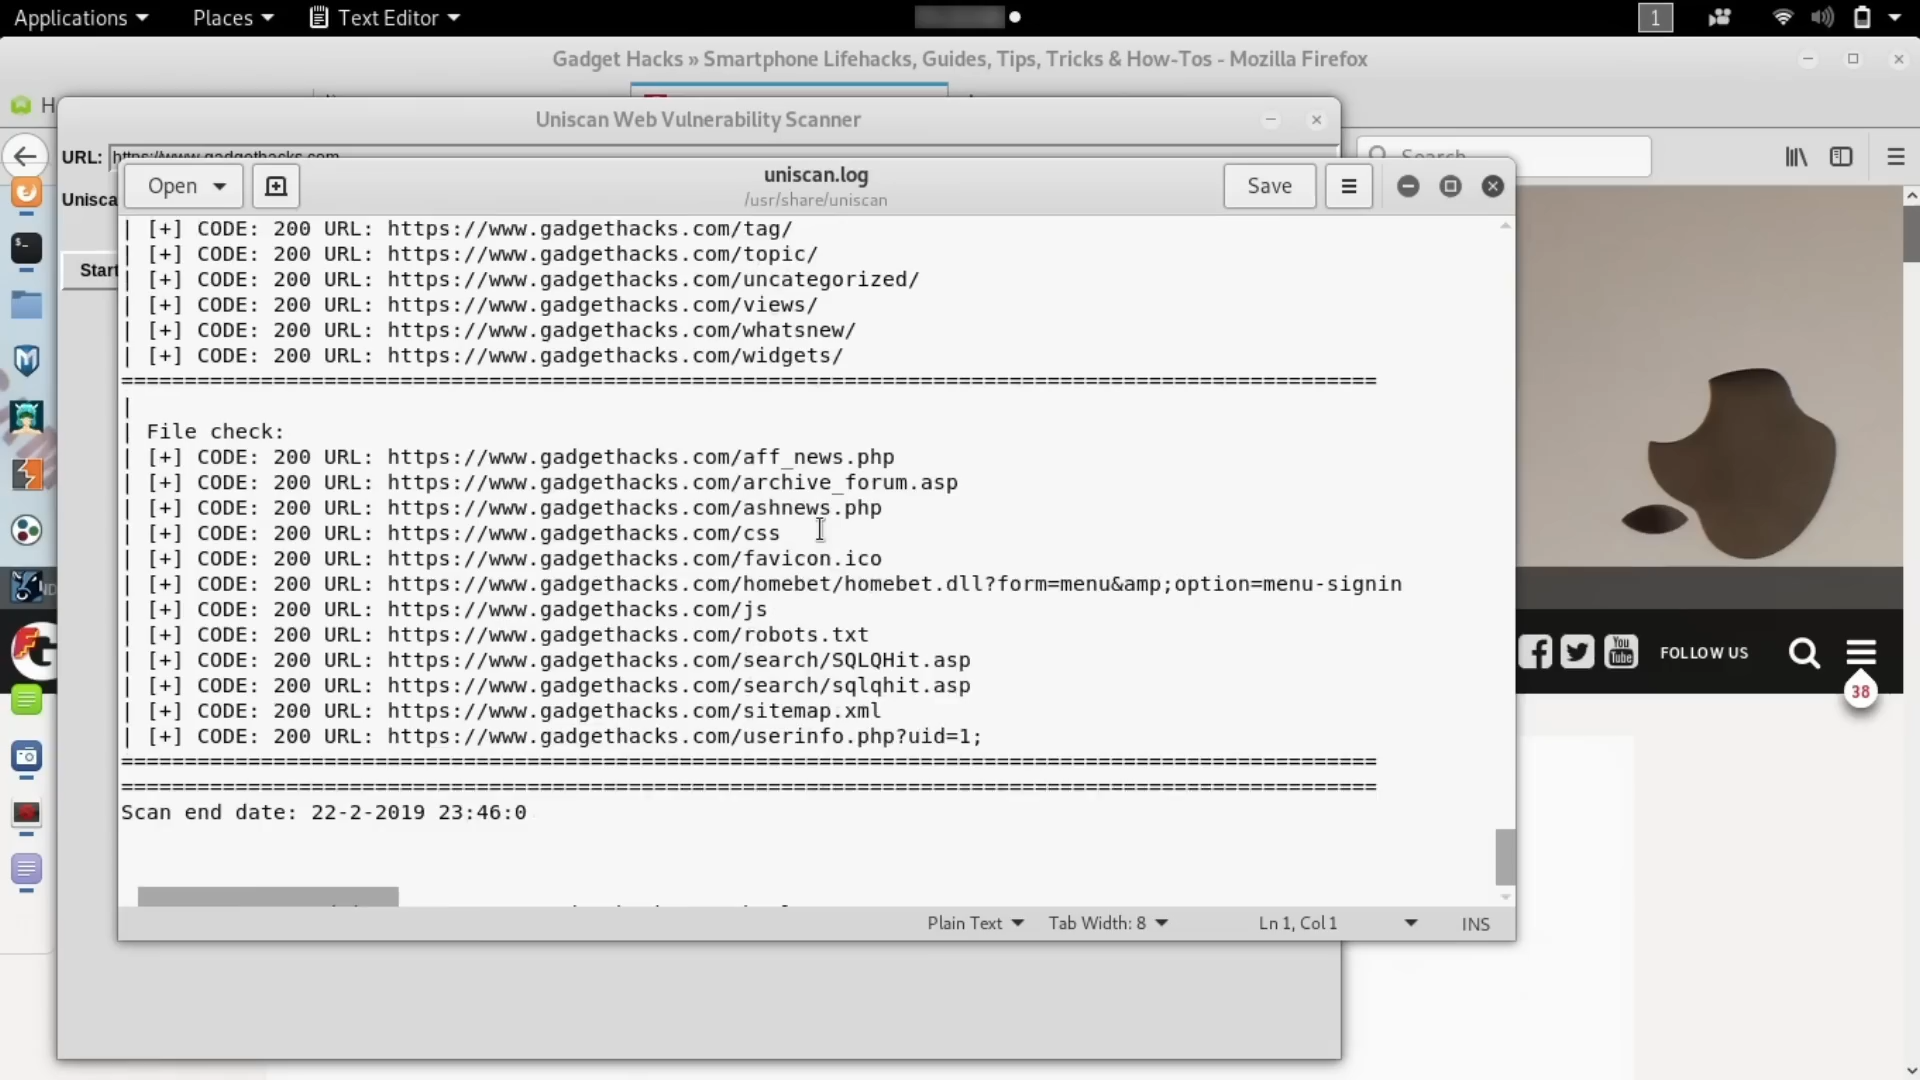 Applications Places Text Editor 1
Gadget Hacks » Smartphone Lifehacks, Guides, Tips, Tricks & How-Tos - Mozilla Firefox
H
Uniscan Web Vulnerability Scanner
URL: https://www.gadgethacks.com
Search
Open
uniscan.log
/usr/share/uniscan
Save
Unisca
Start
| [+] CODE: 200 URL: https://www.gadgethacks.com/tag/
| [+] CODE: 200 URL: https://www.gadgethacks.com/topic/
| [+] CODE: 200 URL: https://www.gadgethacks.com/uncategorized/
| [+] CODE: 200 URL: https://www.gadgethacks.com/views/
| [+] CODE: 200 URL: https://www.gadgethacks.com/whatsnew/
| [+] CODE: 200 URL: https://www.gadgethacks.com/widgets/
===================================================================================================
|
| File check:
| [+] CODE: 200 URL: https://www.gadgethacks.com/aff_news.php
| [+] CODE: 200 URL: https://www.gadgethacks.com/archive_forum.asp
| [+] CODE: 200 URL: https://www.gadgethacks.com/ashnews.php
| [+] CODE: 200 URL: https://www.gadgethacks.com/css
| [+] CODE: 200 URL: https://www.gadgethacks.com/favicon.ico
| [+] CODE: 200 URL: https://www.gadgethacks.com/homebet/homebet.dll?form=menu&amp;option=menu-signin
| [+] CODE: 200 URL: https://www.gadgethacks.com/js
| [+] CODE: 200 URL: https://www.gadgethacks.com/robots.txt
| [+] CODE: 200 URL: https://www.gadgethacks.com/search/SQLQHit.asp
| [+] CODE: 200 URL: https://www.gadgethacks.com/search/sqlqhit.asp
| [+] CODE: 200 URL: https://www.gadgethacks.com/sitemap.xml
| [+] CODE: 200 URL: https://www.gadgethacks.com/userinfo.php?uid=1;
===================================================================================================
===================================================================================================
Scan end date: 22-2-2019 23:46:0
Plain Text Tab Width: 8 Ln 1, Col 1 INS
You Tube
FOLLOW US
38